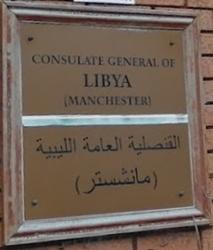 CONSULATE GENERAL OF
LIBYA
(MANCHESTER)
القنصلية العامة الليبية
(مانشستر)